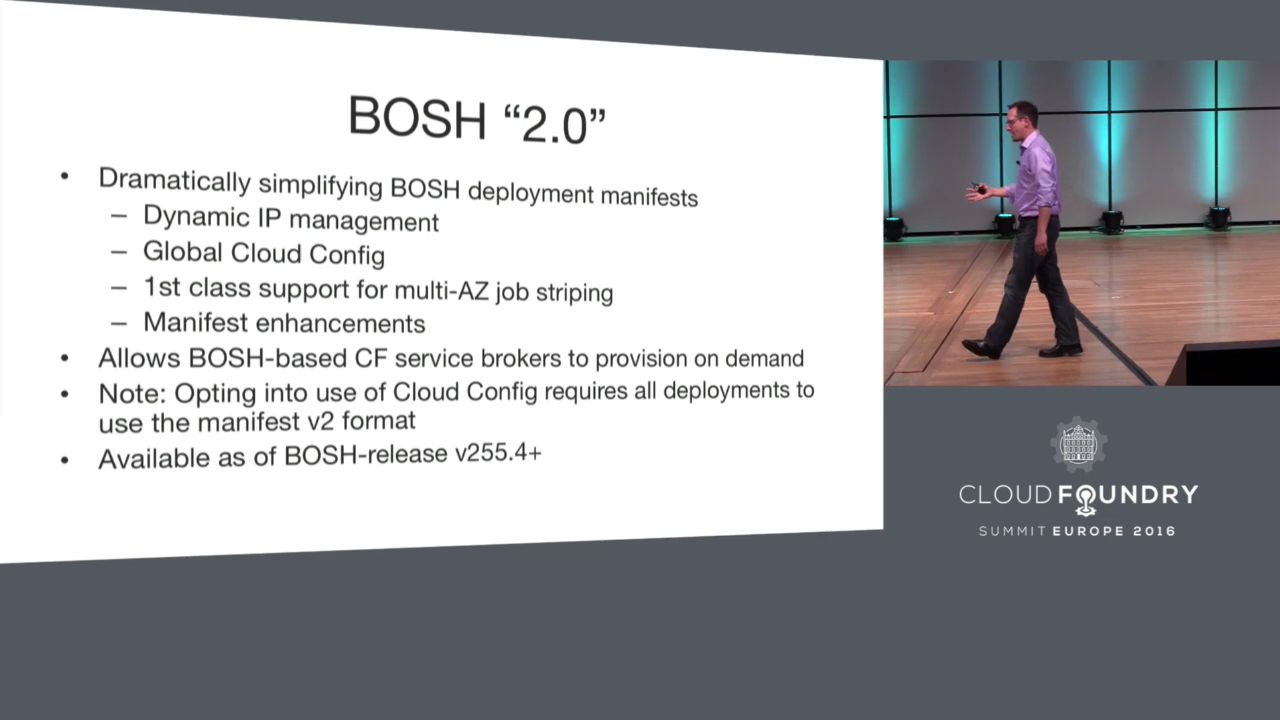 BOSH “2.0”
• Dramatically simplifying BOSH deployment manifests
– Dynamic IP management
– Global Cloud Config
– 1st class support for multi-AZ job striping
– Manifest enhancements
• Allows BOSH-based CF service brokers to provision on demand
• Note: Opting into use of Cloud Config requires all deployments to
use the manifest v2 format
• Available as of BOSH-release v255.4+
CLOUD FOUNDRY
SUMMIT EUROPE 2016